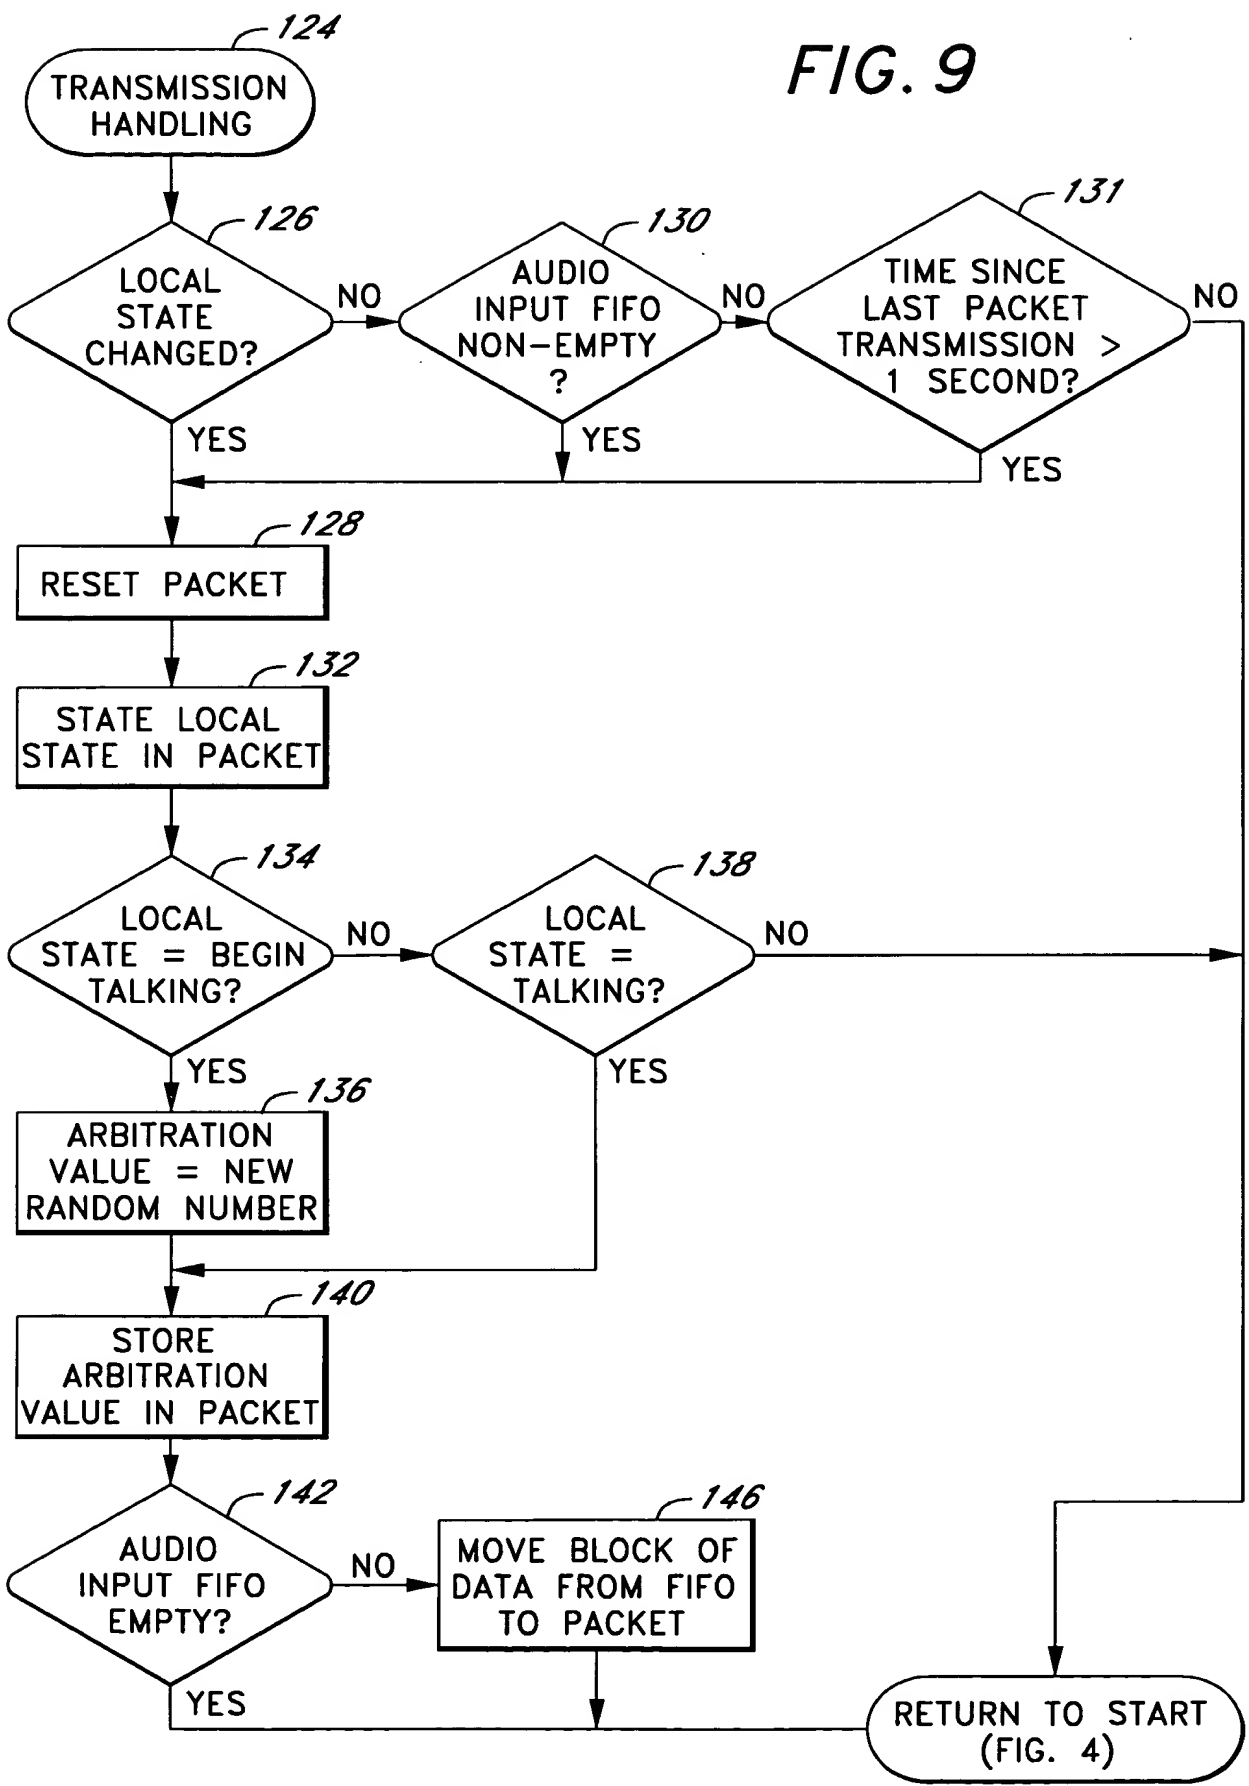 124
FIG. 9
TRANSMISSION
HANDLING
126
LOCAL
STATE
CHANGED?
NO
YES
130
AUDIO
INPUT FIFO
NON-EMPTY
?
NO
YES
131
TIME SINCE
LAST PACKET
TRANSMISSION >
1 SECOND?
NO
YES
128
RESET PACKET
132
STATE LOCAL
STATE IN PACKET
134
LOCAL
STATE = BEGIN
TALKING?
NO
YES
138
LOCAL
STATE =
TALKING?
NO
YES
136
ARBITRATION
VALUE = NEW
RANDOM NUMBER
140
STORE
ARBITRATION
VALUE IN PACKET
142
AUDIO
INPUT FIFO
EMPTY?
NO
YES
146
MOVE BLOCK OF
DATA FROM FIFO
TO PACKET
RETURN TO START
(FIG. 4)